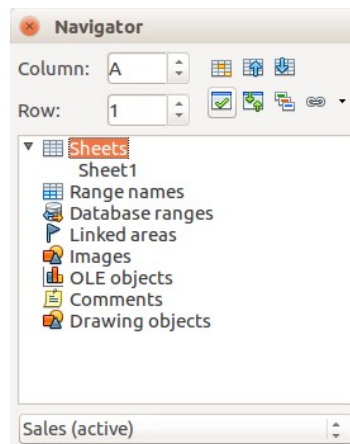 Navigator
Column: A
Row: 1
Sheets
Sheet1
Range names
Database ranges
Linked areas
Images
OLE objects
Comments
Drawing objects
Sales (active)